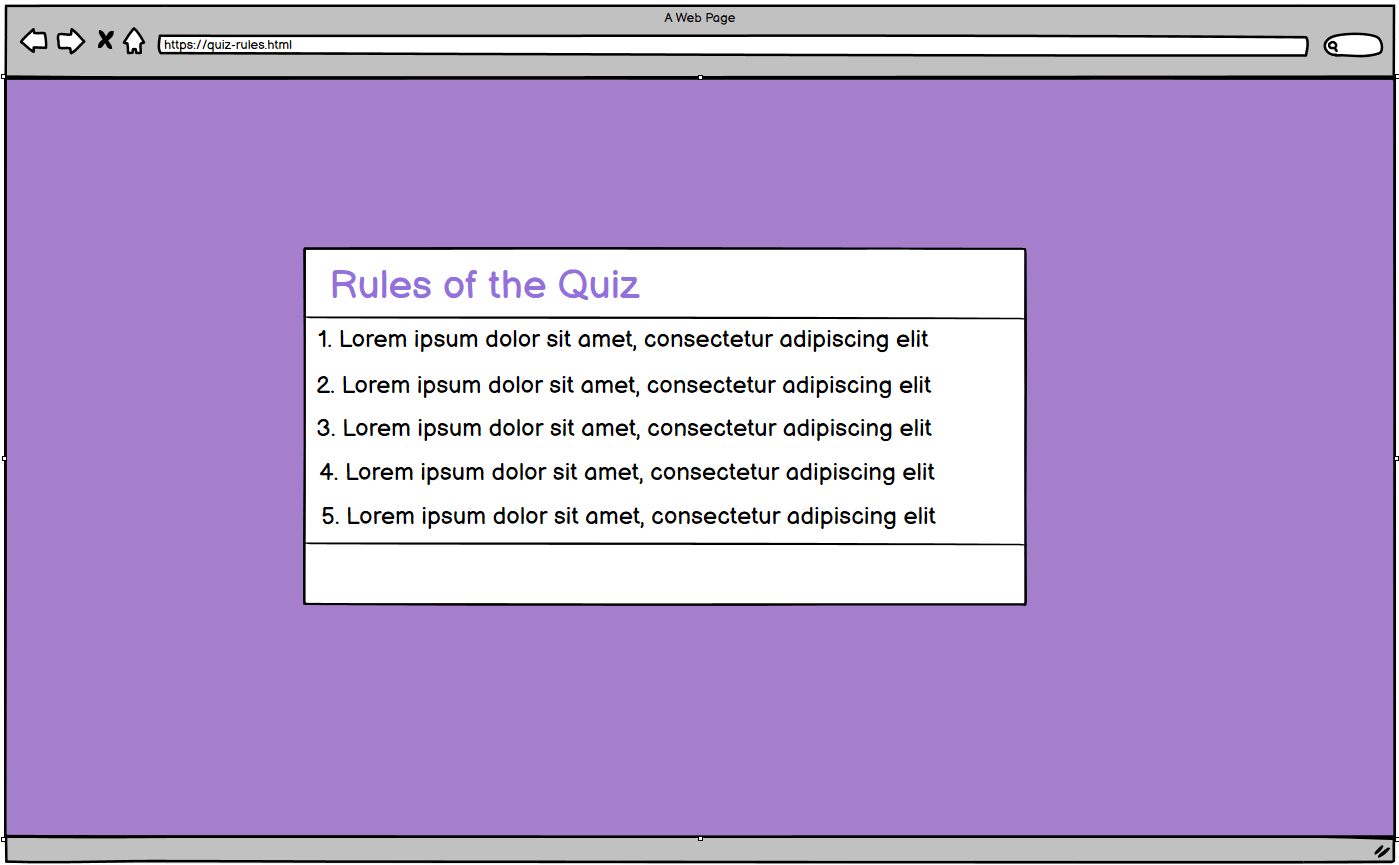 A Web Page
https://quiz-rules.html
Rules of the Quiz
1. Lorem ipsum dolor sit amet, consectetur adipiscing elit
2. Lorem ipsum dolor sit amet, consectetur adipiscing elit
3. Lorem ipsum dolor sit amet, consectetur adipiscing elit
4. Lorem ipsum dolor sit amet, consectetur adipiscing elit
5. Lorem ipsum dolor sit amet, consectetur adipiscing elit